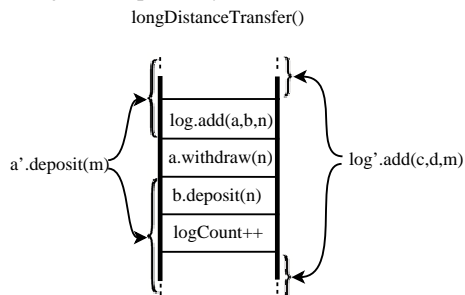 longDistanceTransfer()
log.add(a,b,n)
a.withdraw(n)
a'.deposit(m)
log'.add(c,d,m)
b.deposit(n)
logCount++